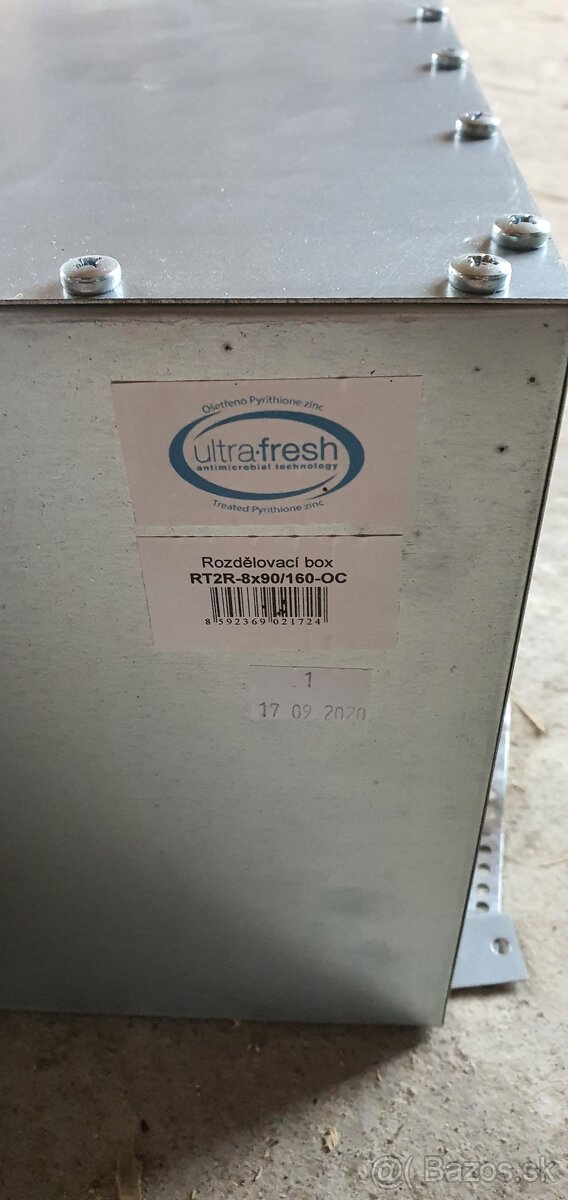 Ošetřeno Pyrithione zinc
ultra-fresh
antimicrobial technology
Treated Pyrithione zinc
Rozdělovací box
RT2R-8x90/160-OC
8 592369 021724
1
17 09 2020
@ Bazos.sk